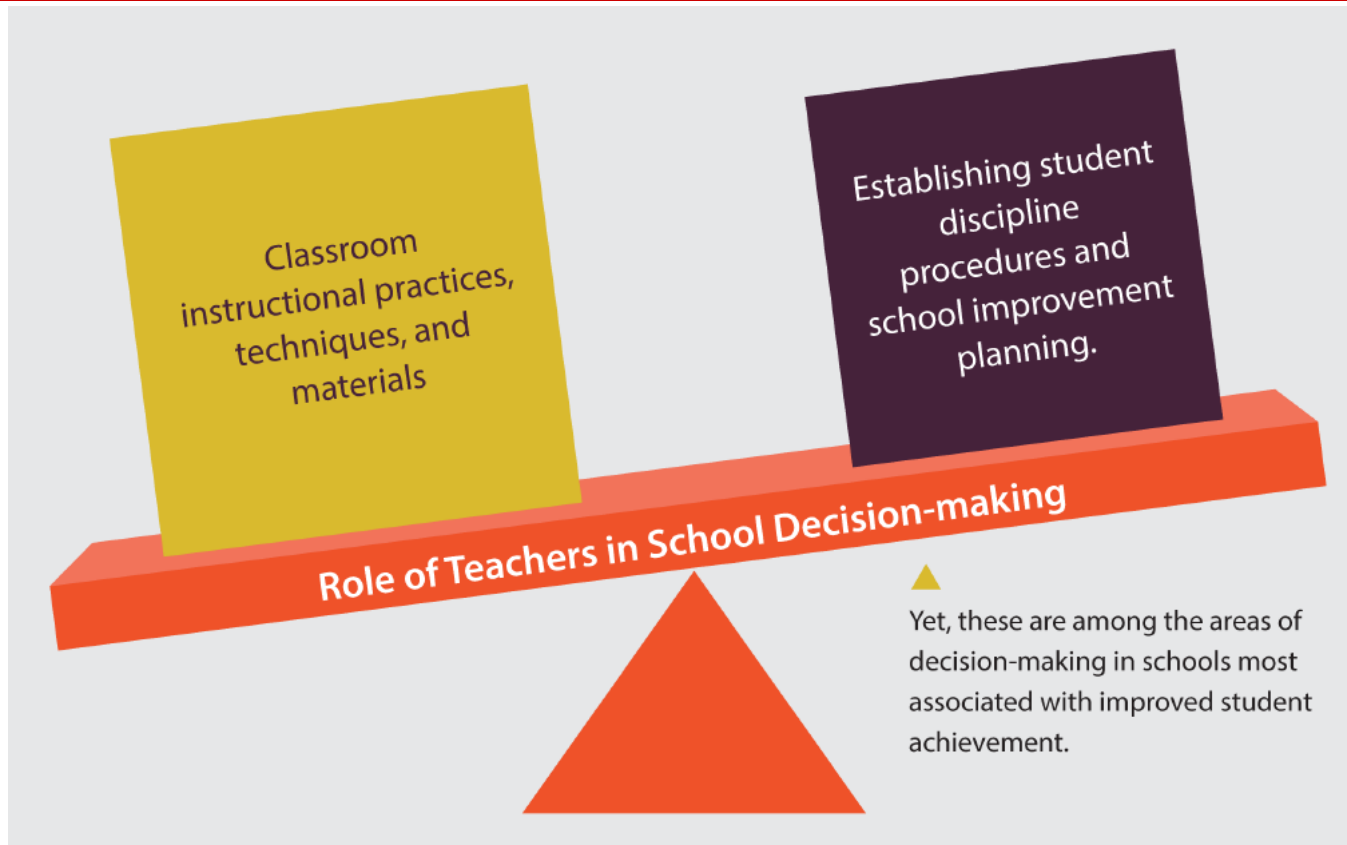 Classroom
instructional practices,
techniques, and
materials
Establishing student
discipline
procedures and
school improvement
planning.
Role of Teachers in School Decision-making
Yet, these are among the areas of
decision-making in schools most
associated with improved student
achievement.